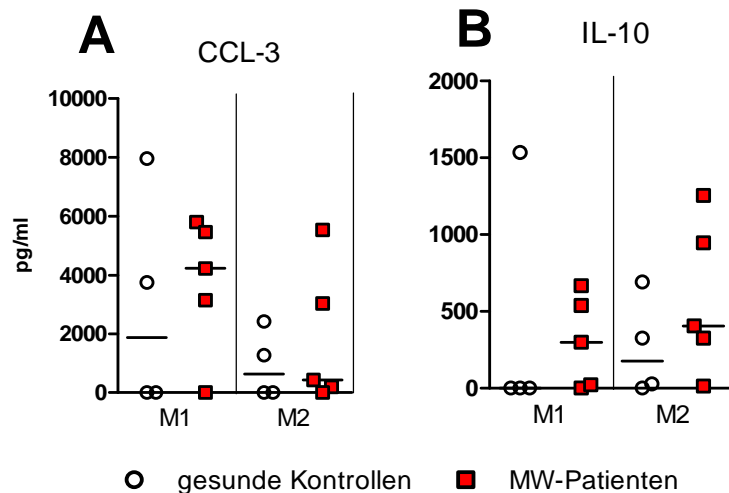 A
CCL-3
pg/ml
10000
8000
6000
4000
2000
0
M1 M2
B
IL-10
2000
1500
1000
500
0
M1 M2
gesunde Kontrollen MW-Patienten